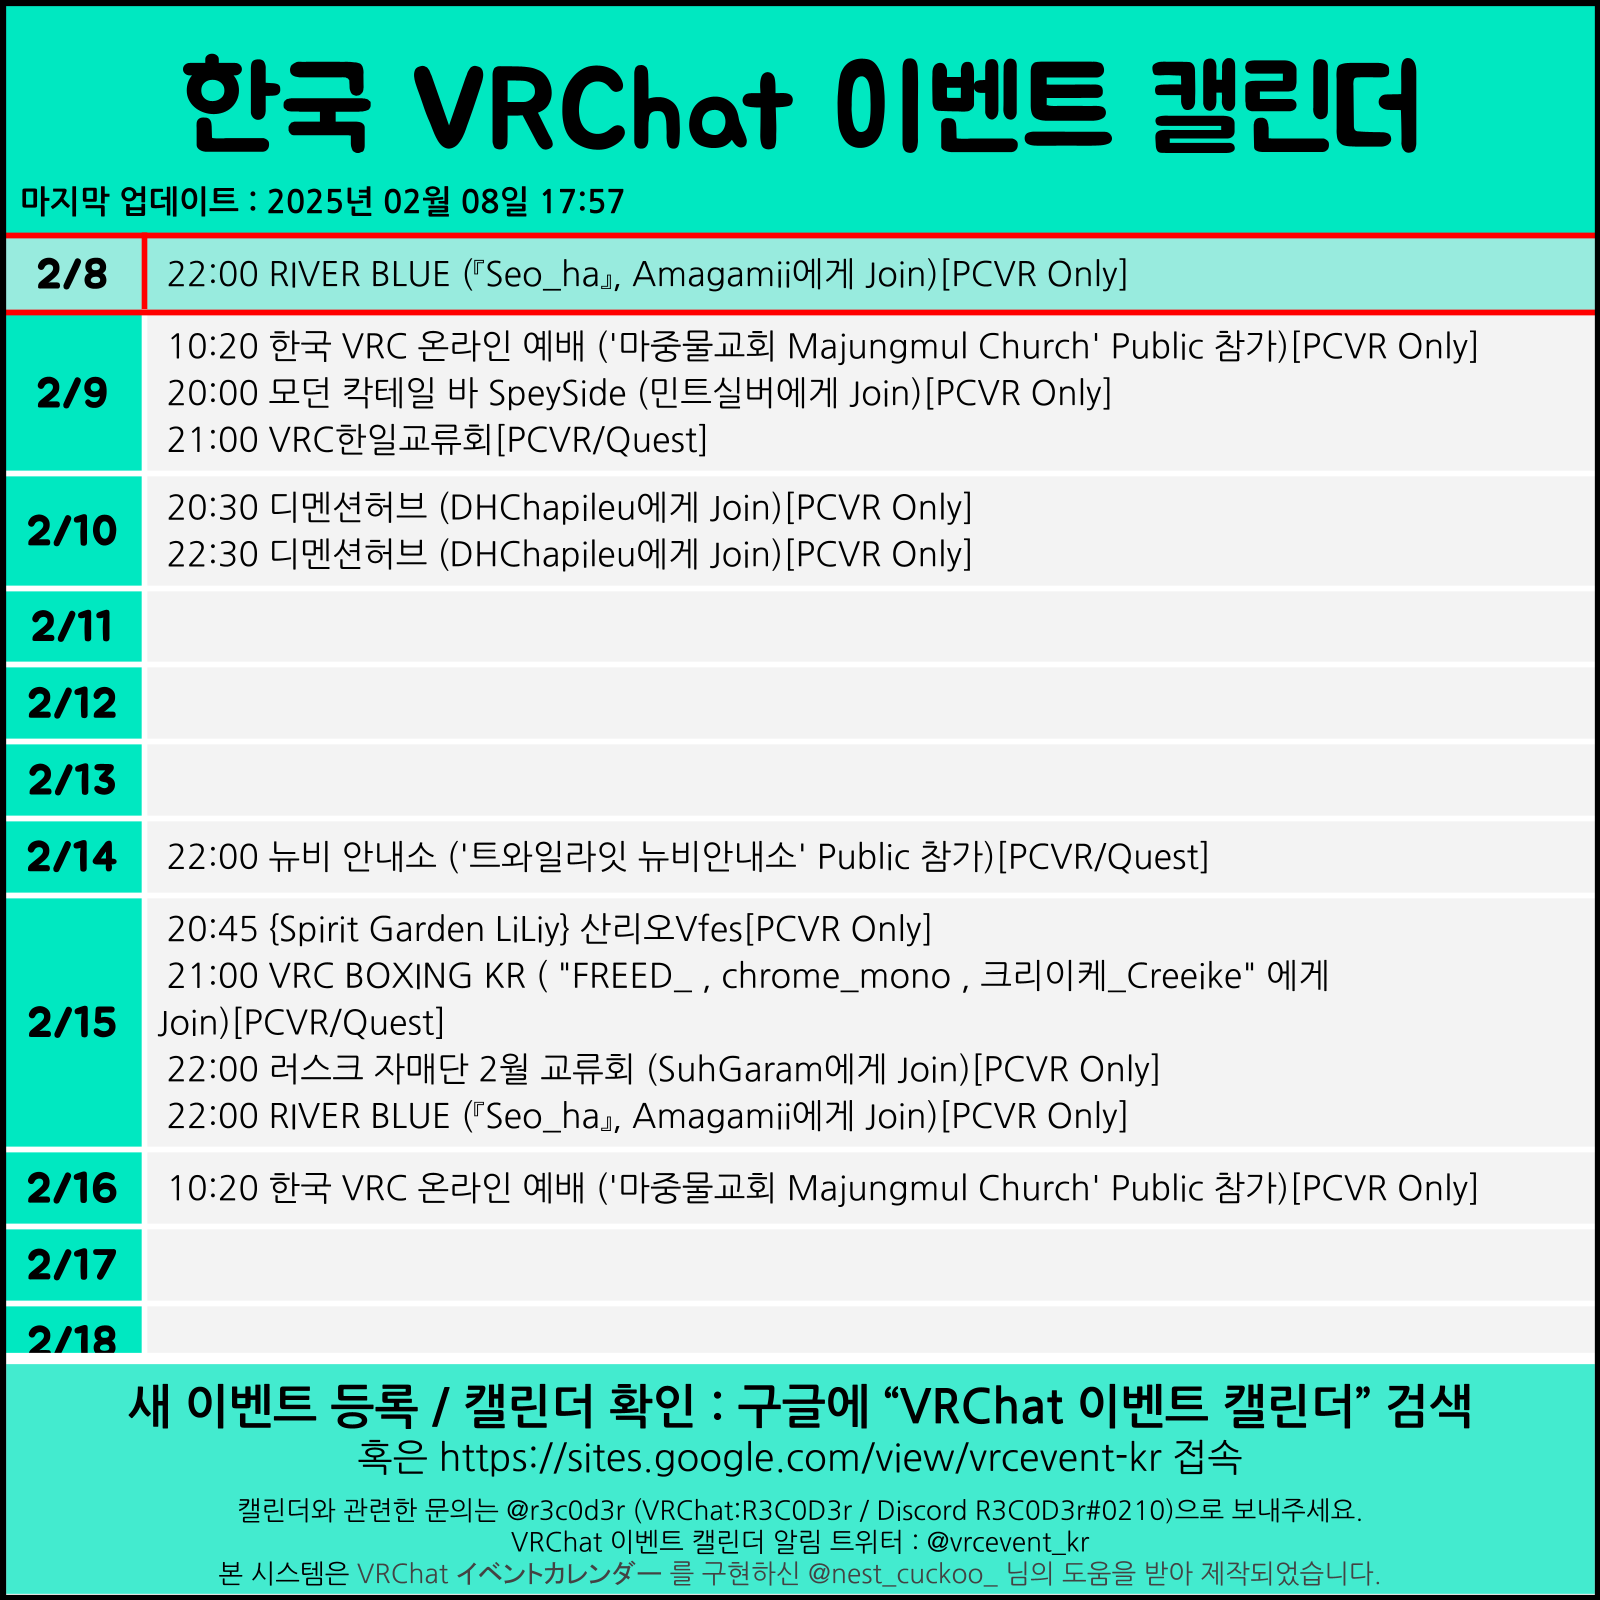 한국 VRChat 이벤트 캘린더
마지막 업데이트 : 2025년 02월 08일 17:57
2/8
22:00 RIVER BLUE (『Seo_ha』, Amagamii에게 Join)[PCVR Only]
2/9
10:20 한국 VRC 온라인 예배 ('마중물교회 Majungmul Church' Public 참가)[PCVR Only]
20:00 모던 칵테일 바 SpeySide (민트실버에게 Join)[PCVR Only]
21:00 VRC한일교류회[PCVR/Quest]
2/10
20:30 디멘션허브 (DHChapileu에게 Join)[PCVR Only]
22:30 디멘션허브 (DHChapileu에게 Join)[PCVR Only]
2/11
2/12
2/13
2/14
22:00 뉴비 안내소 ('트와일라잇 뉴비안내소' Public 참가)[PCVR/Quest]
2/15
20:45 {Spirit Garden LiLiy} 산리오Vfes[PCVR Only]
21:00 VRC BOXING KR ( "FREED_ , chrome_mono , 크리이케_Creeike" 에게
Join)[PCVR/Quest]
22:00 러스크 자매단 2월 교류회 (SuhGaram에게 Join)[PCVR Only]
22:00 RIVER BLUE (『Seo_ha』, Amagamii에게 Join)[PCVR Only]
2/16
10:20 한국 VRC 온라인 예배 ('마중물교회 Majungmul Church' Public 참가)[PCVR Only]
2/17
2/18
새 이벤트 등록 / 캘린더 확인 : 구글에 “VRChat 이벤트 캘린더” 검색
혹은 https://sites.google.com/view/vrcevent-kr 접속
캘린더와 관련한 문의는 @r3c0d3r (VRChat:R3C0D3r / Discord R3C0D3r#0210)으로 보내주세요.
VRChat 이벤트 캘린더 알림 트위터 : @vrcevent_kr
본 시스템은 VRChat イベントカレンダー 를 구현하신 @nest_cuckoo_ 님의 도움을 받아 제작되었습니다.